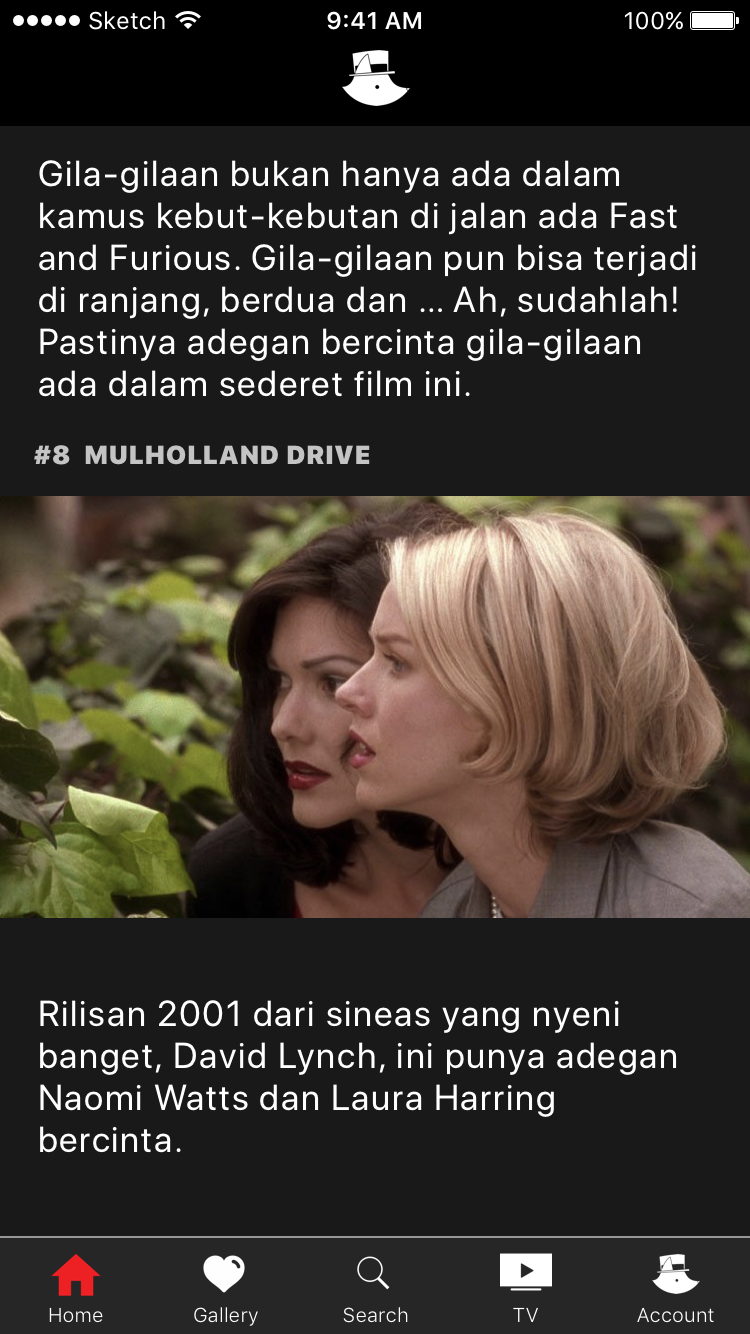 Sketch 9:41 AM 100%
Gila-gilaan bukan hanya ada dalam
kamus kebut-kebutan di jalan ada Fast
and Furious. Gila-gilaan pun bisa terjadi
di ranjang, berdua dan ... Ah, sudahlah!
Pastinya adegan bercinta gila-gilaan
ada dalam sederet film ini.
#8 MULHOLLAND DRIVE
Rilisan 2001 dari sineas yang nyeni
banget, David Lynch, ini punya adegan
Naomi Watts dan Laura Harring
bercinta.
Home Gallery Search TV Account